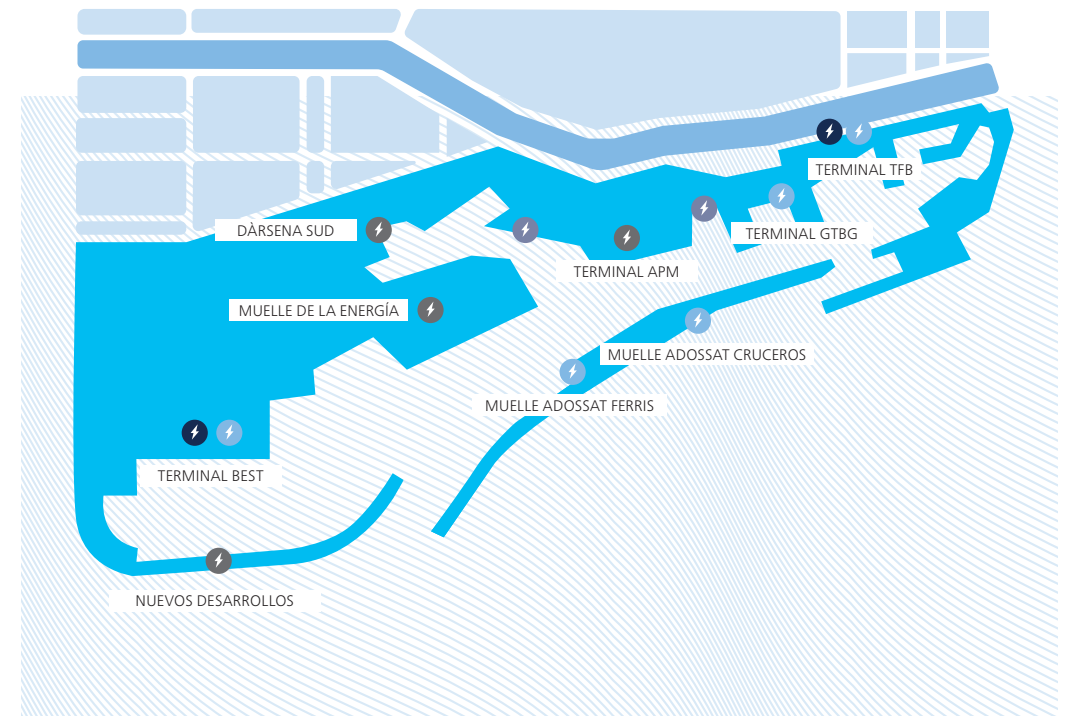 TERMINAL TFB
DÀRSENA SUD
TERMINAL GTBG
TERMINAL APM
MUELLE DE LA ENERGÍA
MUELLE ADOSSAT CRUCEROS
MUELLE ADOSSAT FERRIS
TERMINAL BEST
NUEVOS DESARROLLOS